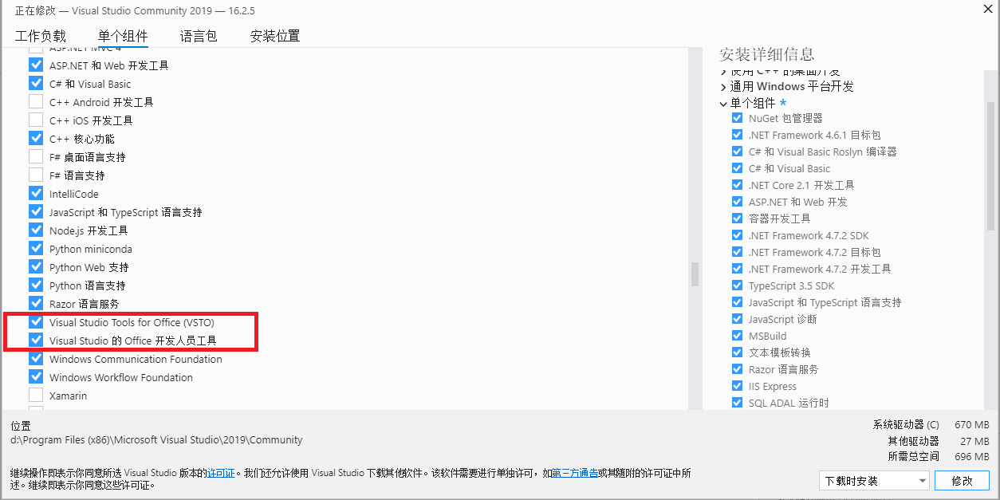 正在修改 — Visual Studio Community 2019 — 16.2.5
工作负载 单个组件 语言包 安装位置
ASP.NET MVC 4
ASP.NET 和 Web 开发工具
C# 和 Visual Basic
C++ Android 开发工具
C++ iOS 开发工具
C++ 核心功能
F# 桌面语言支持
F# 语言支持
IntelliCode
JavaScript 和 TypeScript 语言支持
Node.js 开发工具
Python miniconda
Python Web 支持
Python 语言支持
Razor 语言服务
Visual Studio Tools for Office (VSTO)
Visual Studio 的 Office 开发人员工具
Windows Communication Foundation
Windows Workflow Foundation
Xamarin
安装详细信息
使用 C++ 的桌面开发
通用 Windows 平台开发
单个组件 *
NuGet 包管理器
.NET Framework 4.6.1 目标包
C# 和 Visual Basic Roslyn 编译器
C# 和 Visual Basic
.NET Core 2.1 开发工具
ASP.NET 和 Web 开发
容器开发工具
.NET Framework 4.7.2 SDK
.NET Framework 4.7.2 目标包
.NET Framework 4.7.2 开发工具
TypeScript 3.5 SDK
JavaScript 和 TypeScript 语言支持
JavaScript 诊断
MSBuild
文本模板转换
Razor 语言服务
IIS Express
SQL ADAL 运行时
位置
d:\Program Files (x86)\Microsoft Visual Studio\2019\Community
系统驱动器 (C) 670 MB
其他驱动器 27 MB
所需总空间 696 MB
继续操作即表示你同意所选 Visual Studio 版本的许可证。我们还允许使用 Visual Studio 下载其他软件。该软件需要进行单独许可，如第三方通告或其随附的许可证中所
述。继续即表示你同意这些许可证。
下载时安装 修改